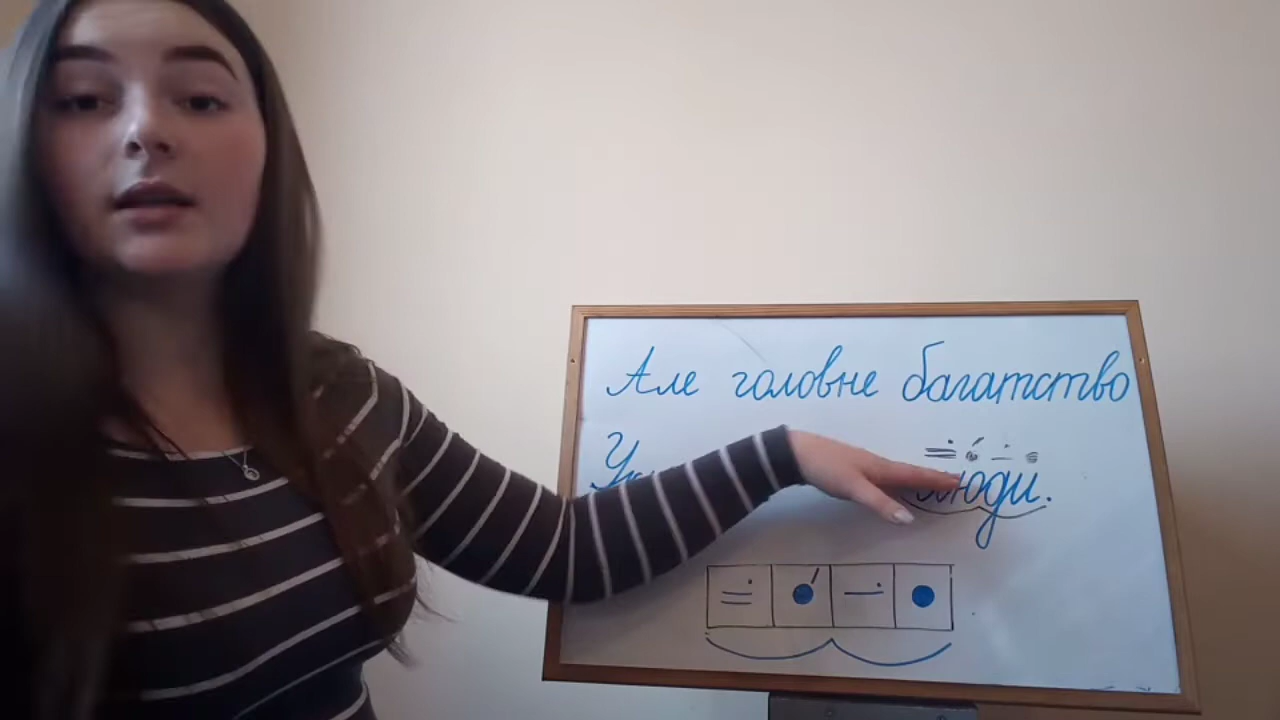 Але головне багатство
люди.